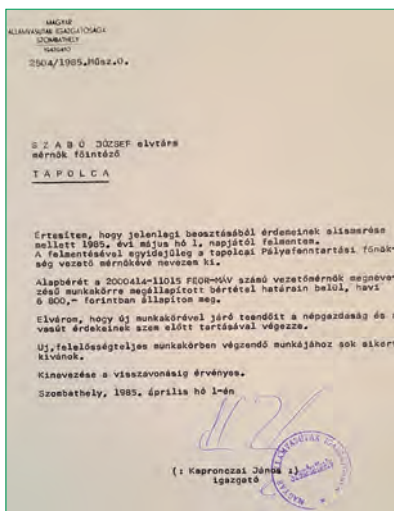 MAGYAR
ÁLLAMVASUTAK IGAZGATÓSÁGA
SZOMBATHELY
2504/1985.Műsz.O.
S Z A B Ó JÓZSEF elvtárs
mérnök főintéző
T A P O L C A
Értesítem, hogy jelenlegi beosztásából érdemeinek elismerése
mellett 1985. évi május hó 1. napjától felmentem.
A felmentésével egyidejűleg a tapolcai Pályafenntartási Főnök-
ség vezető mérnökévé nevezem ki.
Alapbérét a 2000414-11015 FEOR-MÁV számú vezetőmérnök megneve-
zésű munkakörre megállapított bértétel határain belül, havi
6 800,- forintban állapítom meg.
Elvárom, hogy új munkakörével járó teendőit a népgazdaság és a
vasút érdekeinek szem előtt tartásával végezze.
Uj,felelősségteljes munkakörben végzendő munkájához sok sikert
kívánok.
Kinevezése a visszavonásig érvényes.
Szombathely, 1985. április hó 1-én
(: Kapronczai János :)
igazgató
MAGYAR ÁLLAMVASUTAK IGAZGATÓSÁGA
Szombathely